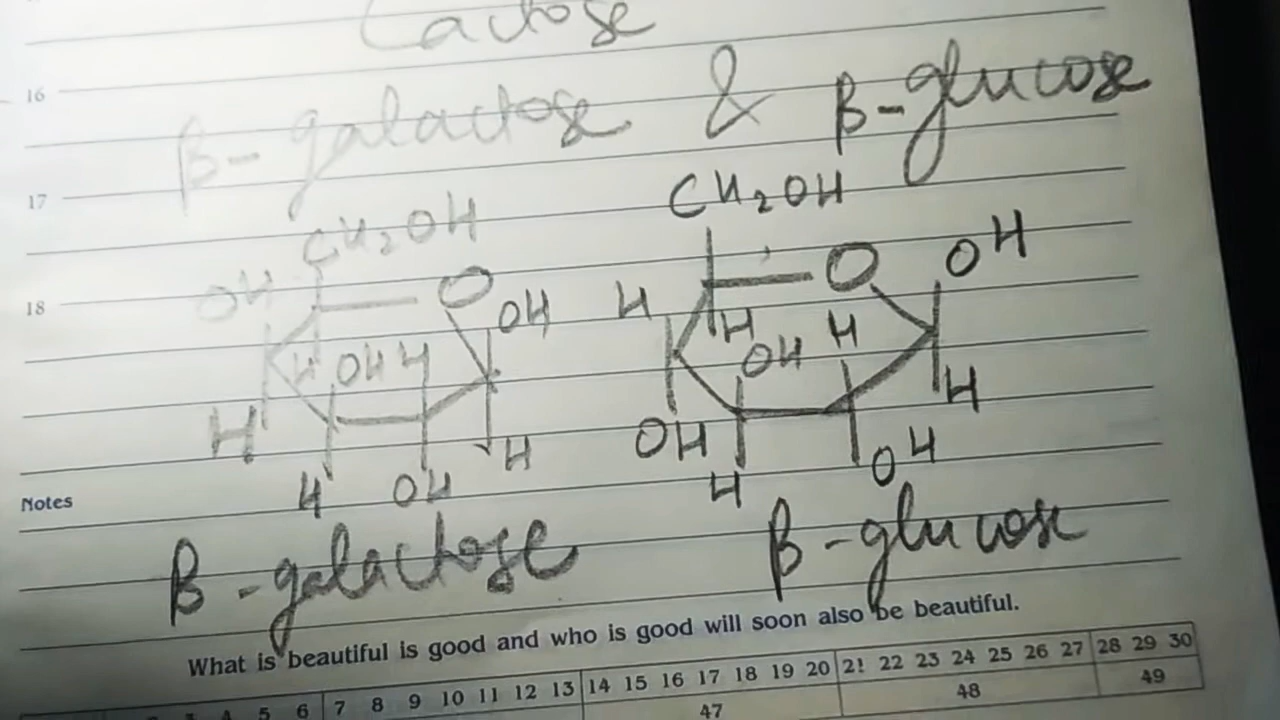 Lactose
16
β-galactose & β-glucose
17
CH2OH CH2OH
OH O OH H O OH
18
H OH H H OH H
H H OH H OH H OH H
Notes
β-galactose β-glucose
What is beautiful is good and who is good will soon also be beautiful.
5 6 7 8 9 10 11 12 13 14 15 16 17 18 19 20 21 22 23 24 25 26 27 28 29 30
47 48 49